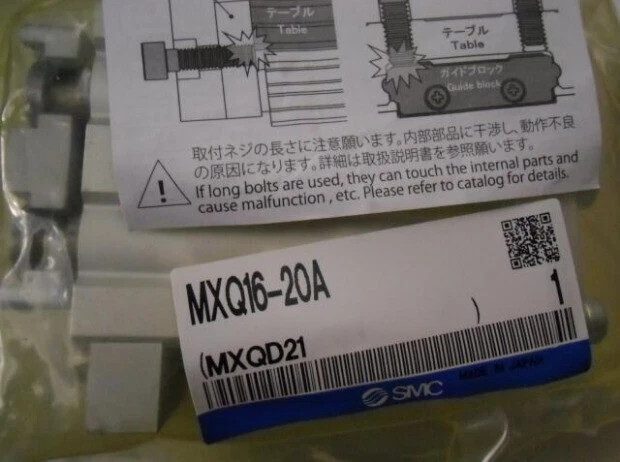 テーブル
Table
テーブル
Table
ガイドブロック
Guide block
取付ネジの長さに注意願います。内部部品に干渉し、動作不良
の原因になります。詳細は取扱説明書を参照願います。
If long bolts are used, they can touch the internal parts and
cause malfunction , etc. Please refer to catalog for details.
MXQ16-20A
(MXQD21 ) 1
SMC MADE IN JAPAN